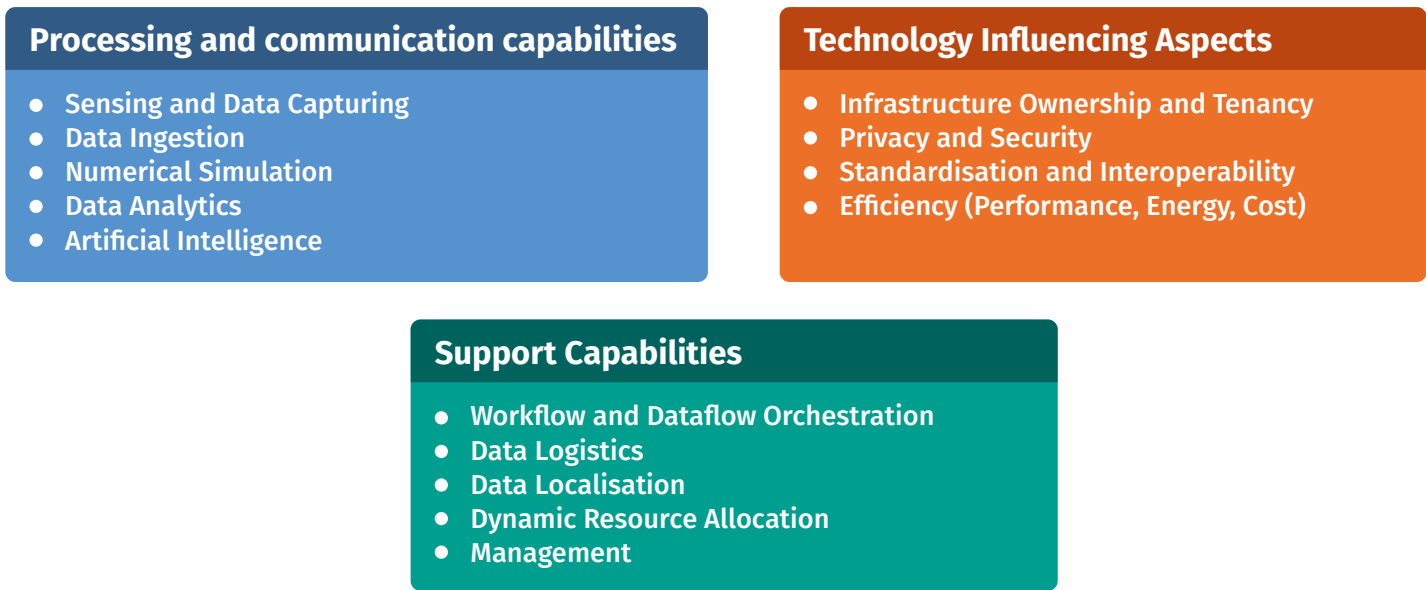 Processing and communication capabilities
Sensing and Data Capturing
Data Ingestion
Numerical Simulation
Data Analytics
Artificial Intelligence
Technology Influencing Aspects
Infrastructure Ownership and Tenancy
Privacy and Security
Standardisation and Interoperability
Efficiency (Performance, Energy, Cost)
Support Capabilities
Workflow and Dataflow Orchestration
Data Logistics
Data Localisation
Dynamic Resource Allocation
Management